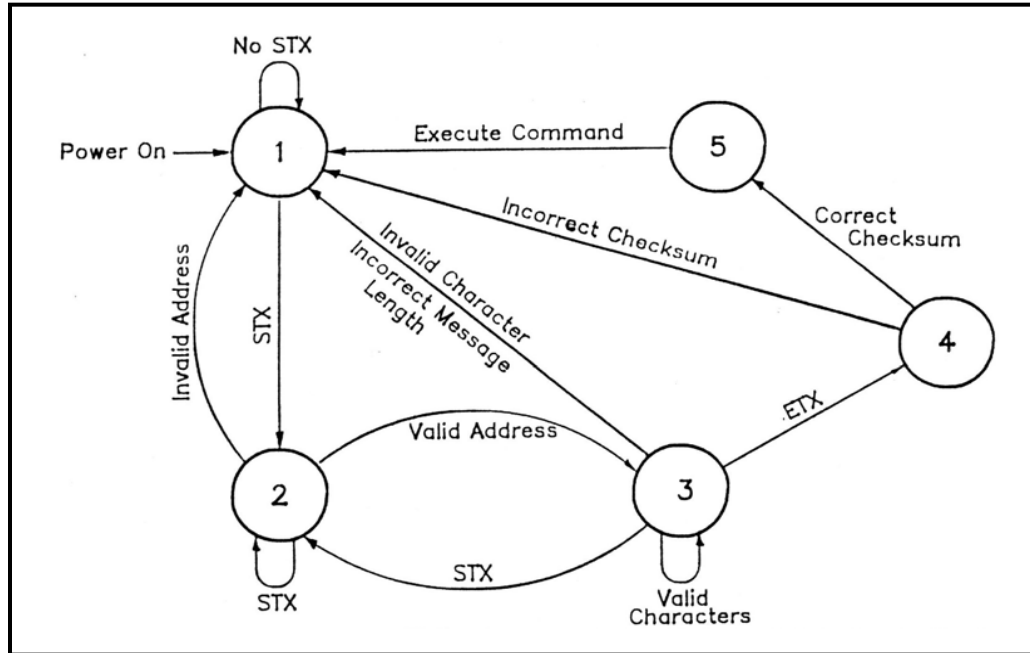 No STX
Power On
1
Execute Command
5
Incorrect Checksum
Correct
Checksum
Invalid Character
Incorrect Message
Length
Invalid Address
STX
4
ETX
Valid Address
2
3
STX
STX
Valid
Characters